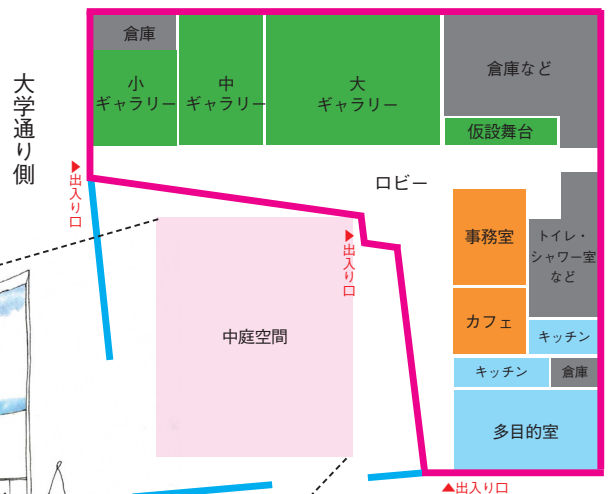 大学通り側
倉庫
小
ギャラリー
中
ギャラリー
大
ギャラリー
倉庫など
仮設舞台
ロビー
▶出入り口
▶出入り口
事務室
トイレ・
シャワー室
など
カフェ
キッチン
中庭空間
キッチン
倉庫
多目的室
▲出入り口